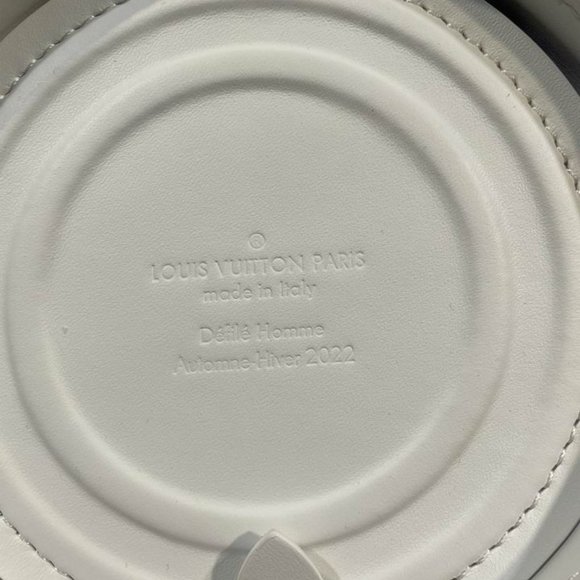 LOUIS VUITTON PARIS
made in Italy
Défilé Homme
Automne-Hiver 2022